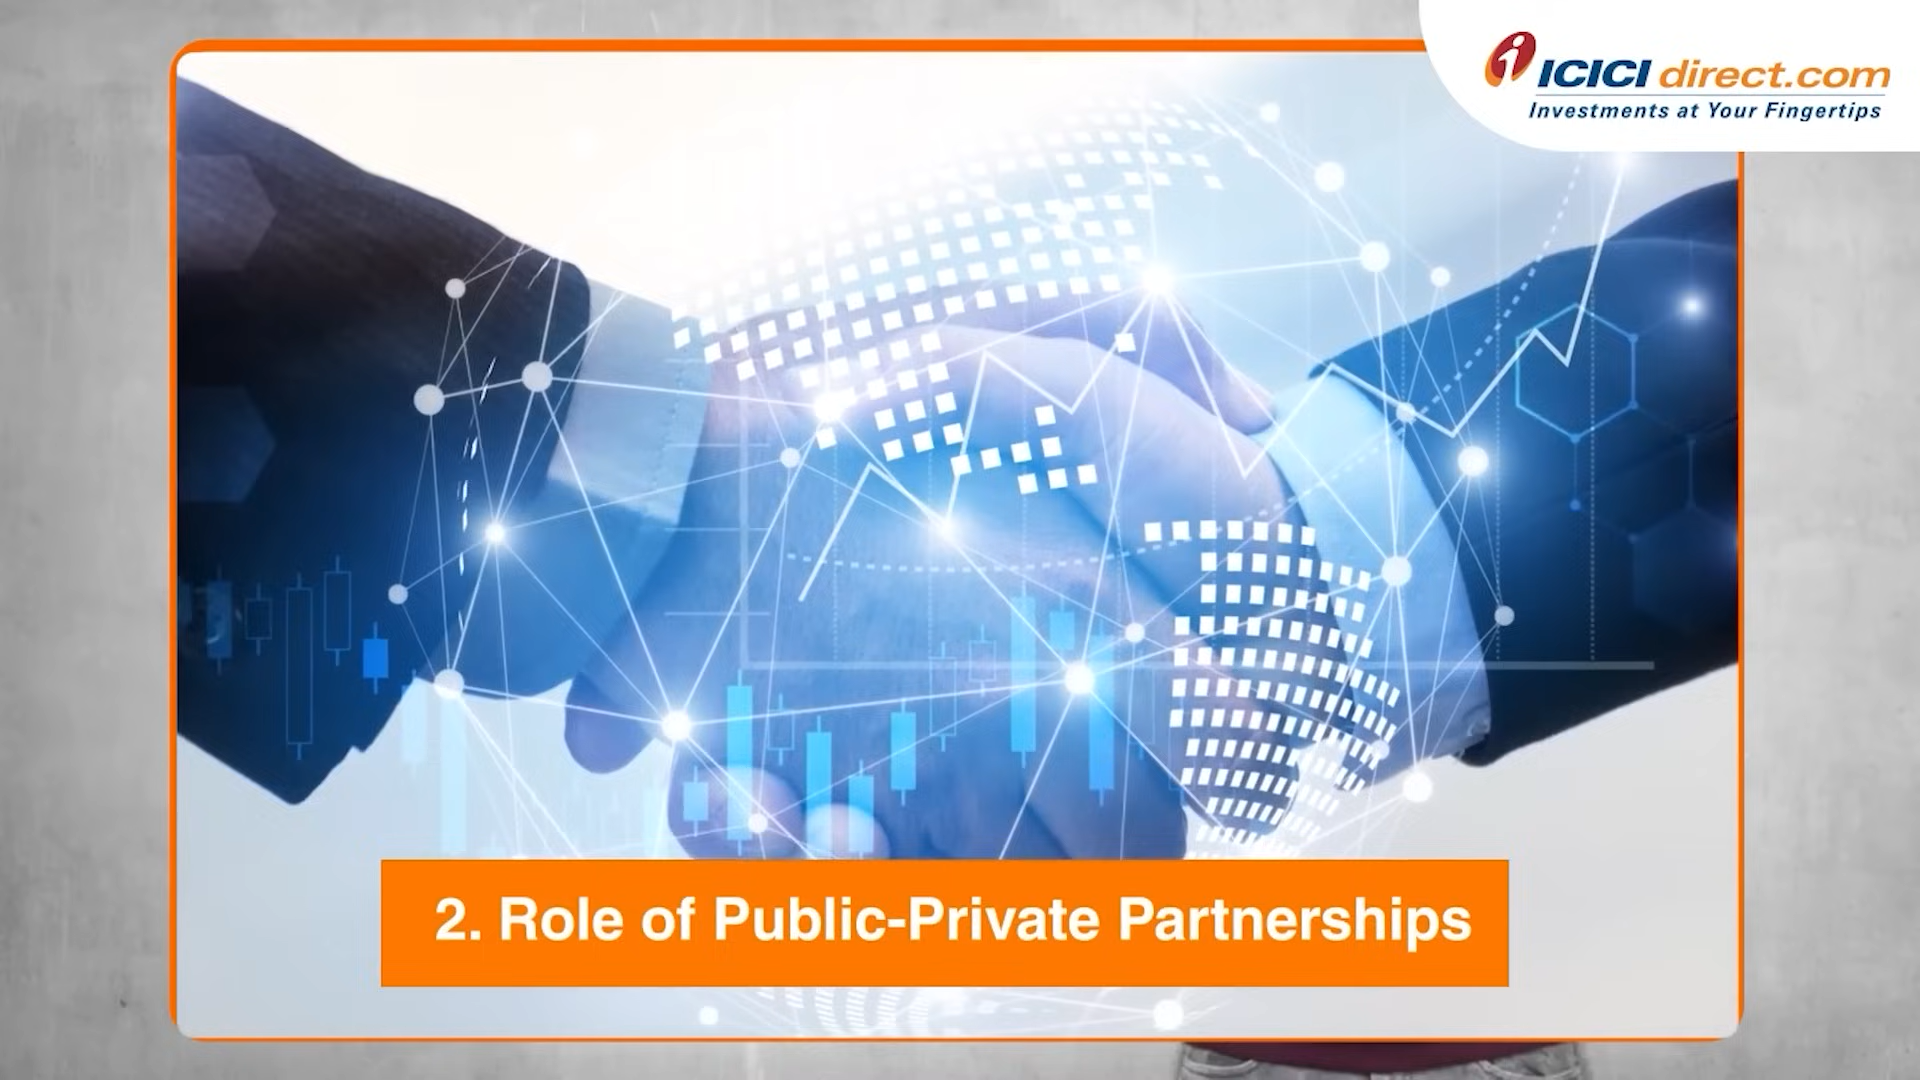 ICICI direct.com
Investments at Your Fingertips
2. Role of Public-Private Partnerships